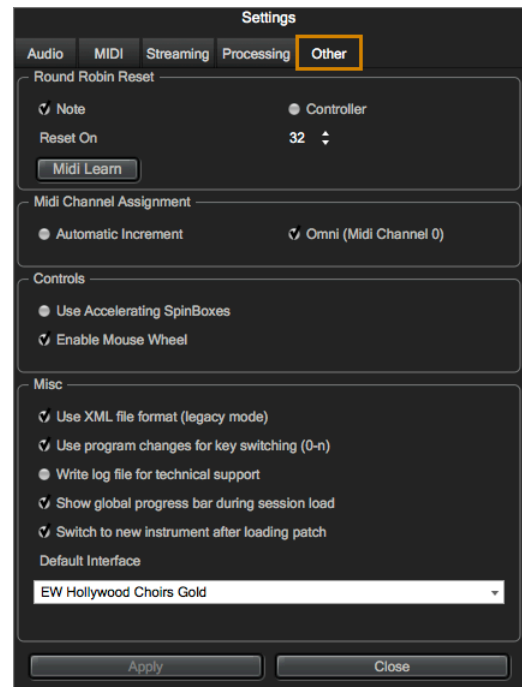 Settings
Audio MIDI Streaming Processing Other
Round Robin Reset
Note Controller
Reset On 32
Midi Learn
Midi Channel Assignment
Automatic Increment Omni (Midi Channel 0)
Controls
Use Accelerating SpinBoxes
Enable Mouse Wheel
Misc
Use XML file format (legacy mode)
Use program changes for key switching (0-n)
Write log file for technical support
Show global progress bar during session load
Switch to new instrument after loading patch
Default Interface
EW Hollywood Choirs Gold
Apply Close